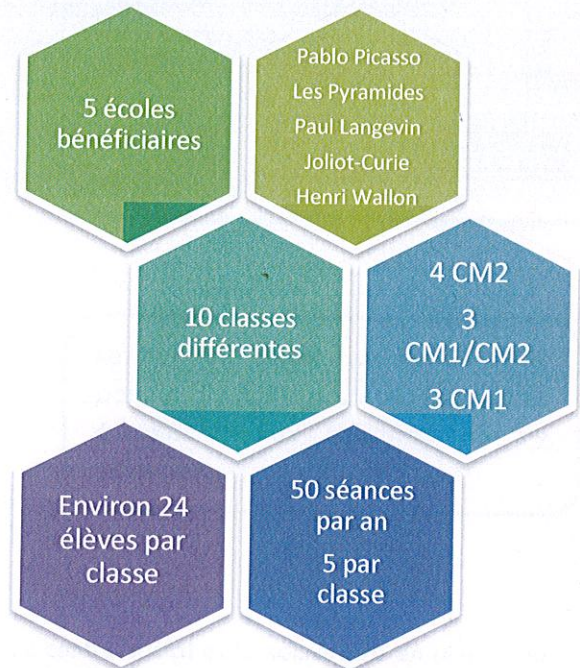 5 écoles
bénéficiaires
Pablo Picasso
Les Pyramides
Paul Langevin
Joliot-Curie
Henri Wallon
10 classes
différentes
4 CM2
3
CM1/CM2
3 CM1
Environ 24
élèves par
classe
50 séances
par an
5 par
classe